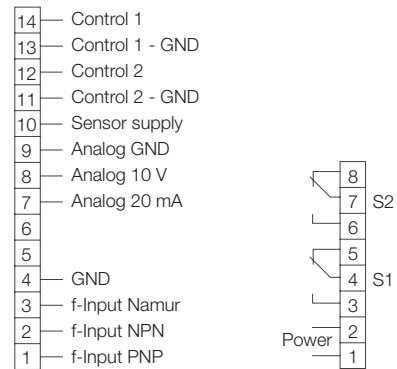 14 Control 1
13 Control 1 - GND
12 Control 2
11 Control 2 - GND
10 Sensor supply
9 Analog GND
8 Analog 10 V
7 Analog 20 mA
6
5
4 GND
3 f-Input Namur
2 f-Input NPN
1 f-Input PNP
8
7 S2
6
5
4 S1
3
Power 2
1